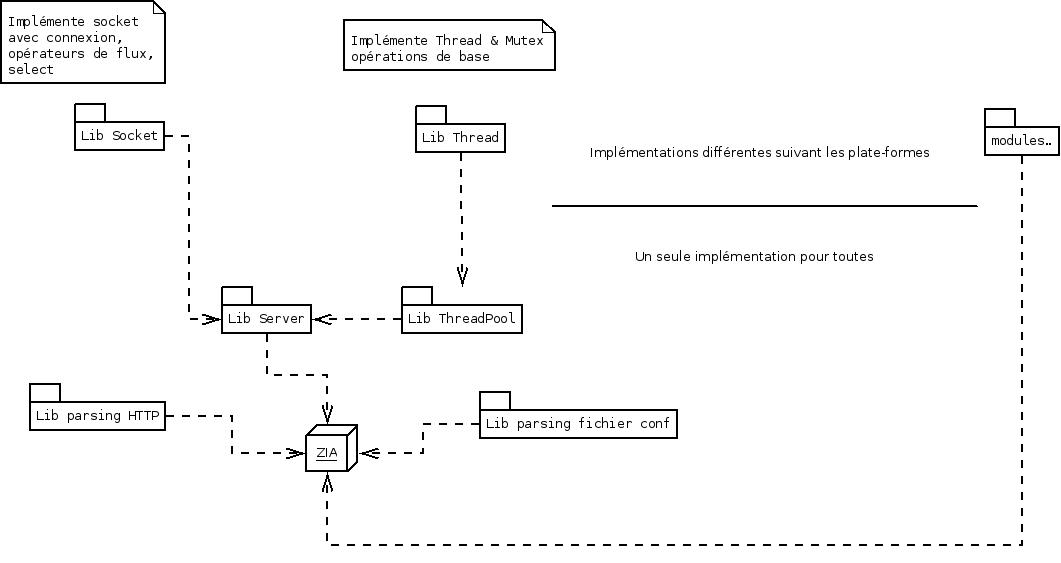 Implémente socket
avec connexion,
opérateurs de flux,
select
Implémente Thread & Mutex
opérations de base
Lib Socket
Lib Thread
modules..
Implémentations différentes suivant les plate-formes
Un seule implémentation pour toutes
Lib Server
Lib ThreadPool
Lib parsing HTTP
Lib parsing fichier conf
ZIA